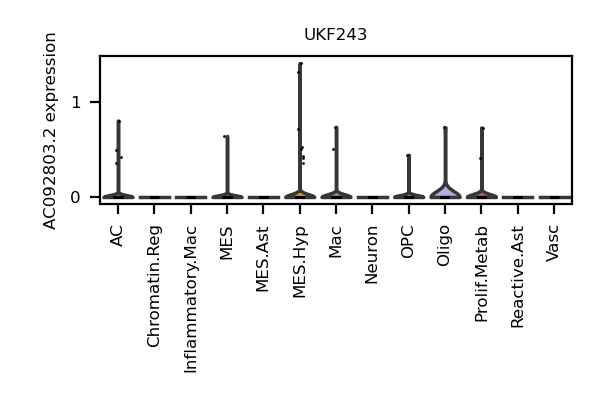 UKF243
AC092803.2 expression
1
0
AC
Chromatin.Reg
Inflammatory.Mac
MES
MES.Ast
MES.Hyp
Mac
Neuron
OPC
Oligo
Prolif.Metab
Reactive.Ast
Vasc